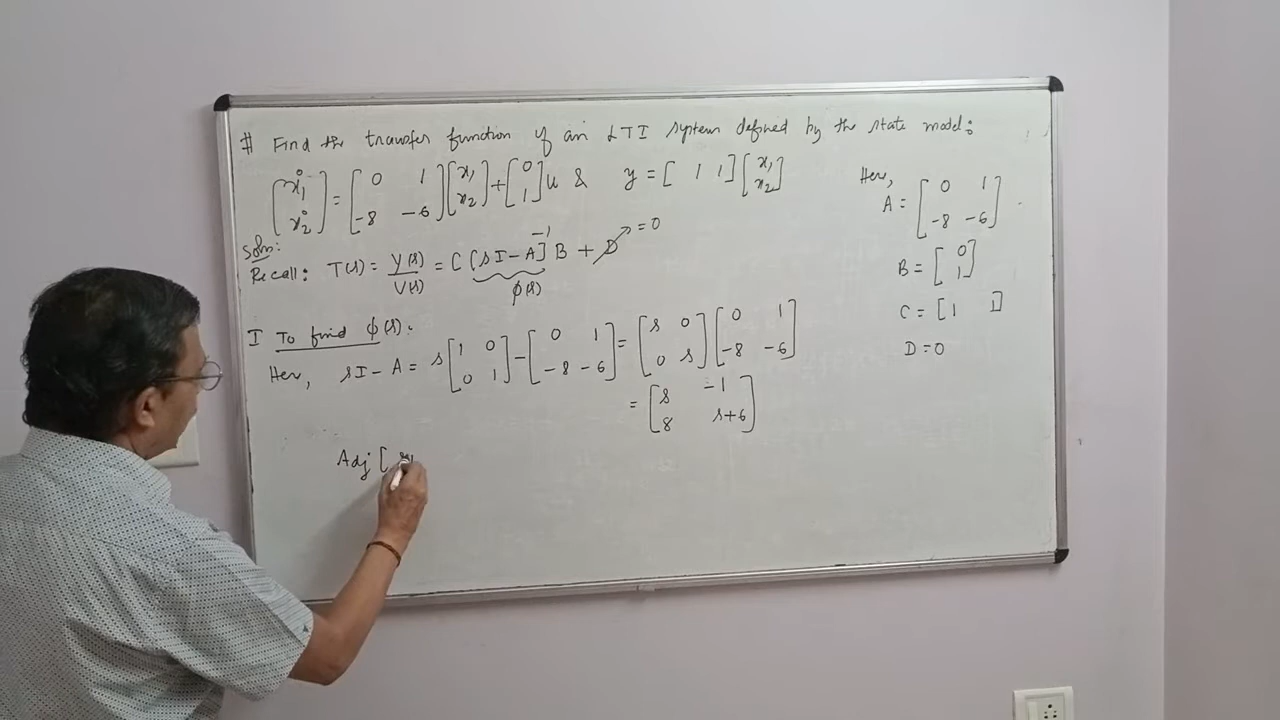 # Find the transfer function of an LTI system defined by the state model:
[ẋ1 ẋ2] = [0 1 -8 -6] [x1 x2] + [0 1] u & y = [ 1 1] [x1 x2]
Soln:
Recall: T(s) = Y(s)/U(s) = C [sI - A]^-1 B + D = 0
φ(s)
I To find φ(s):
Here, sI - A = s [1 0 0 1] - [0 1 -8 -6] = [s 0 0 s] [0 1 -8 -6]
= [s -1 8 s+6]
Adj [
Here,
A = [0 1 -8 -6]
B = [0 1]
C = [1 1]
D = 0